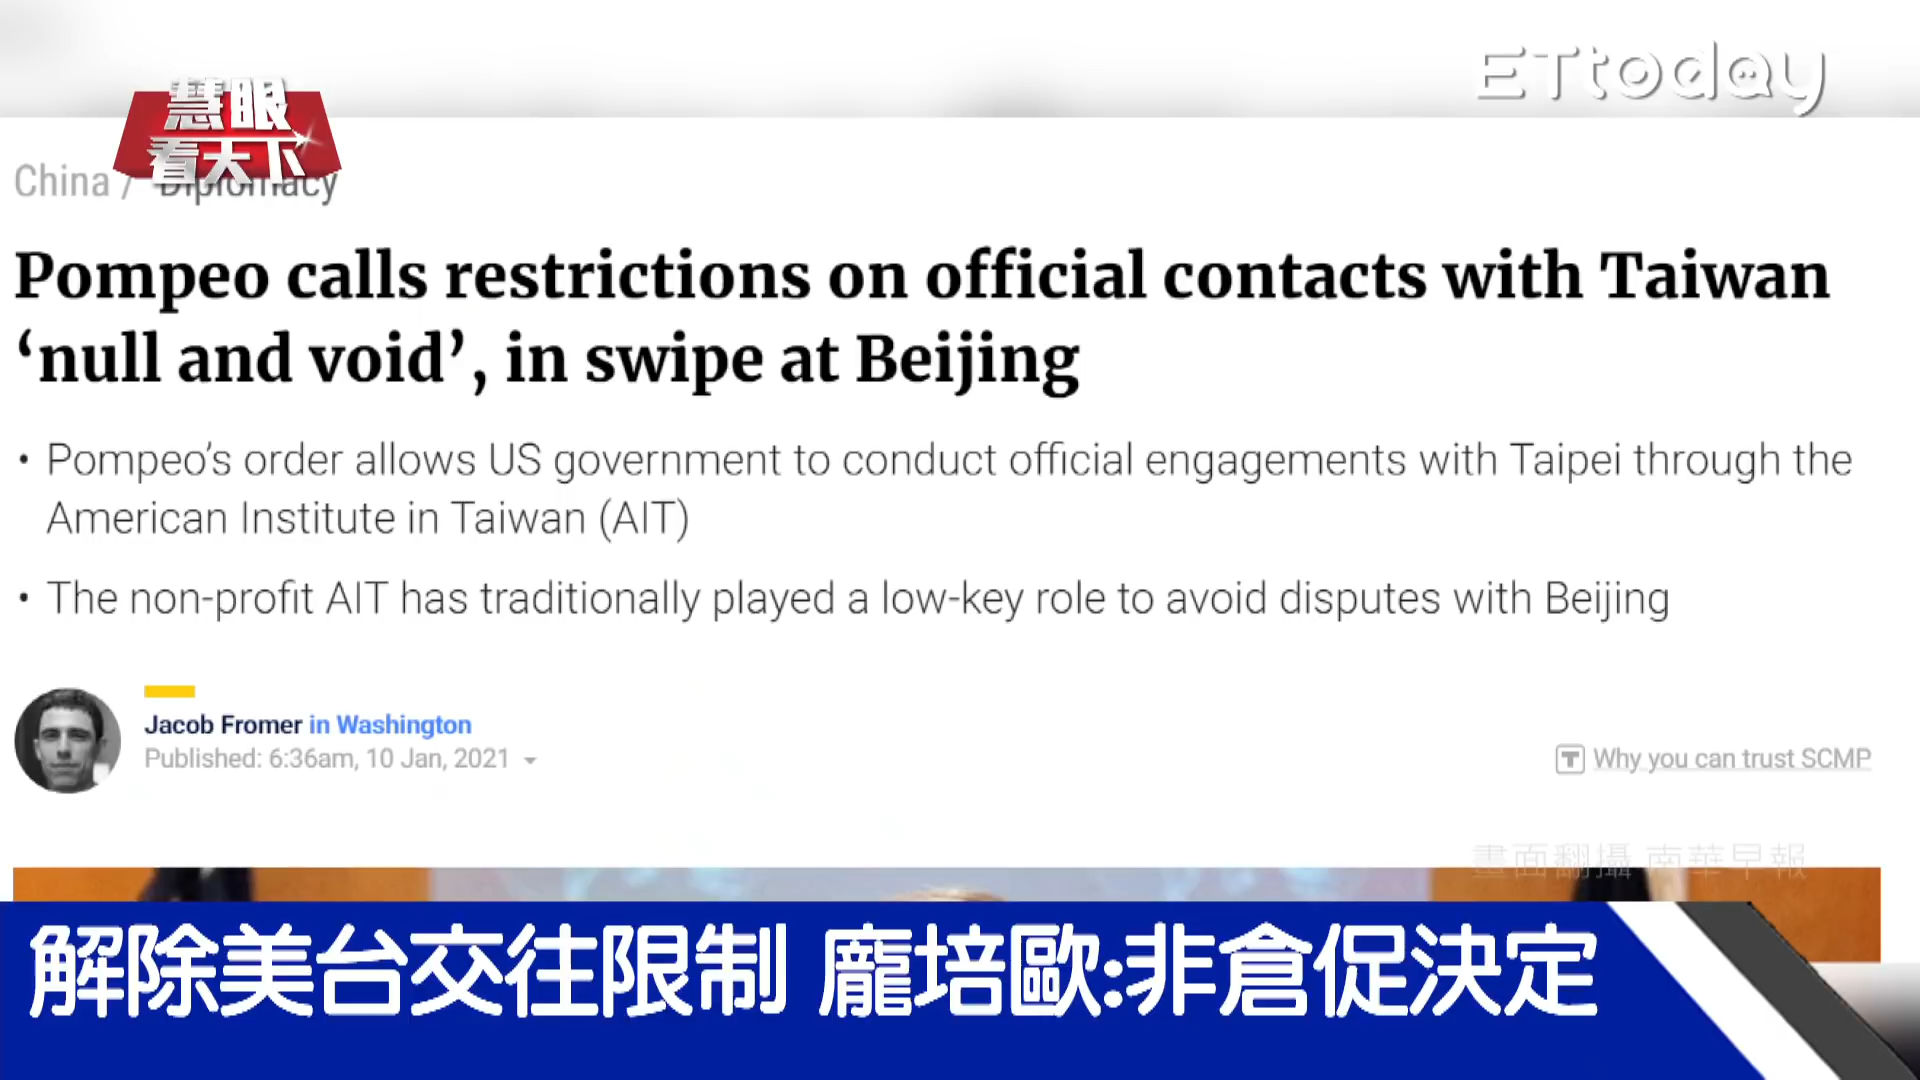 ETtoday
慧眼
看天下
China / Diplomacy
Pompeo calls restrictions on official contacts with Taiwan
‘null and void’, in swipe at Beijing
• Pompeo’s order allows US government to conduct official engagements with Taipei through the
American Institute in Taiwan (AIT)
• The non-profit AIT has traditionally played a low-key role to avoid disputes with Beijing
Jacob Fromer in Washington
Published: 6:36am, 10 Jan, 2021
Why you can trust SCMP
畫面翻攝 南華早報
解除美台交往限制 龐培歐:非倉促決定